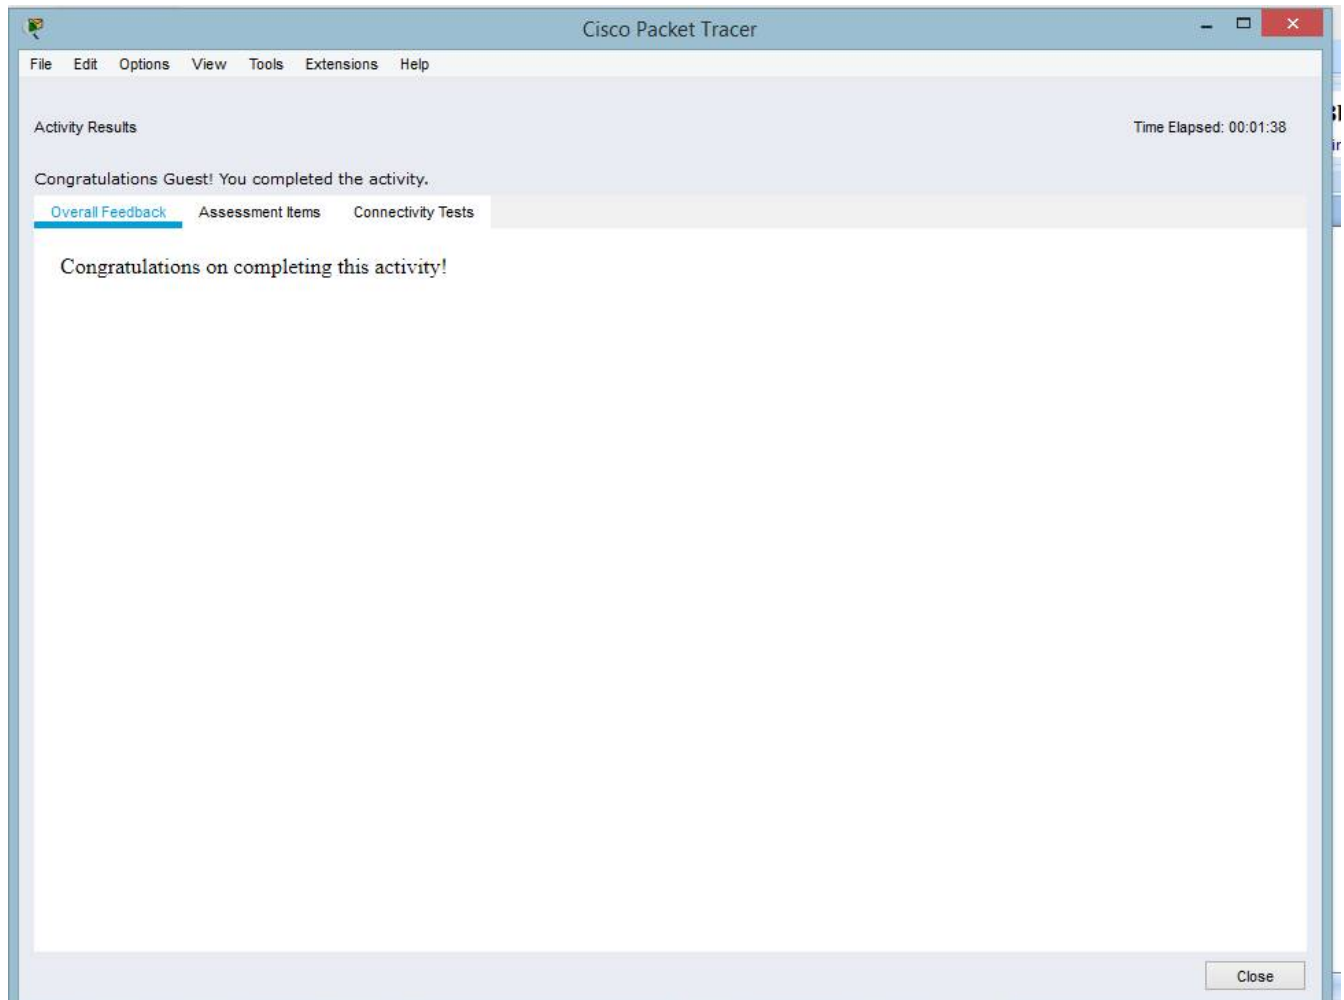 Cisco Packet Tracer
File Edit Options View Tools Extensions Help
Activity Results Time Elapsed: 00:01:38
Congratulations Guest! You completed the activity.
Overall Feedback Assessment Items Connectivity Tests
Congratulations on completing this activity!
Close